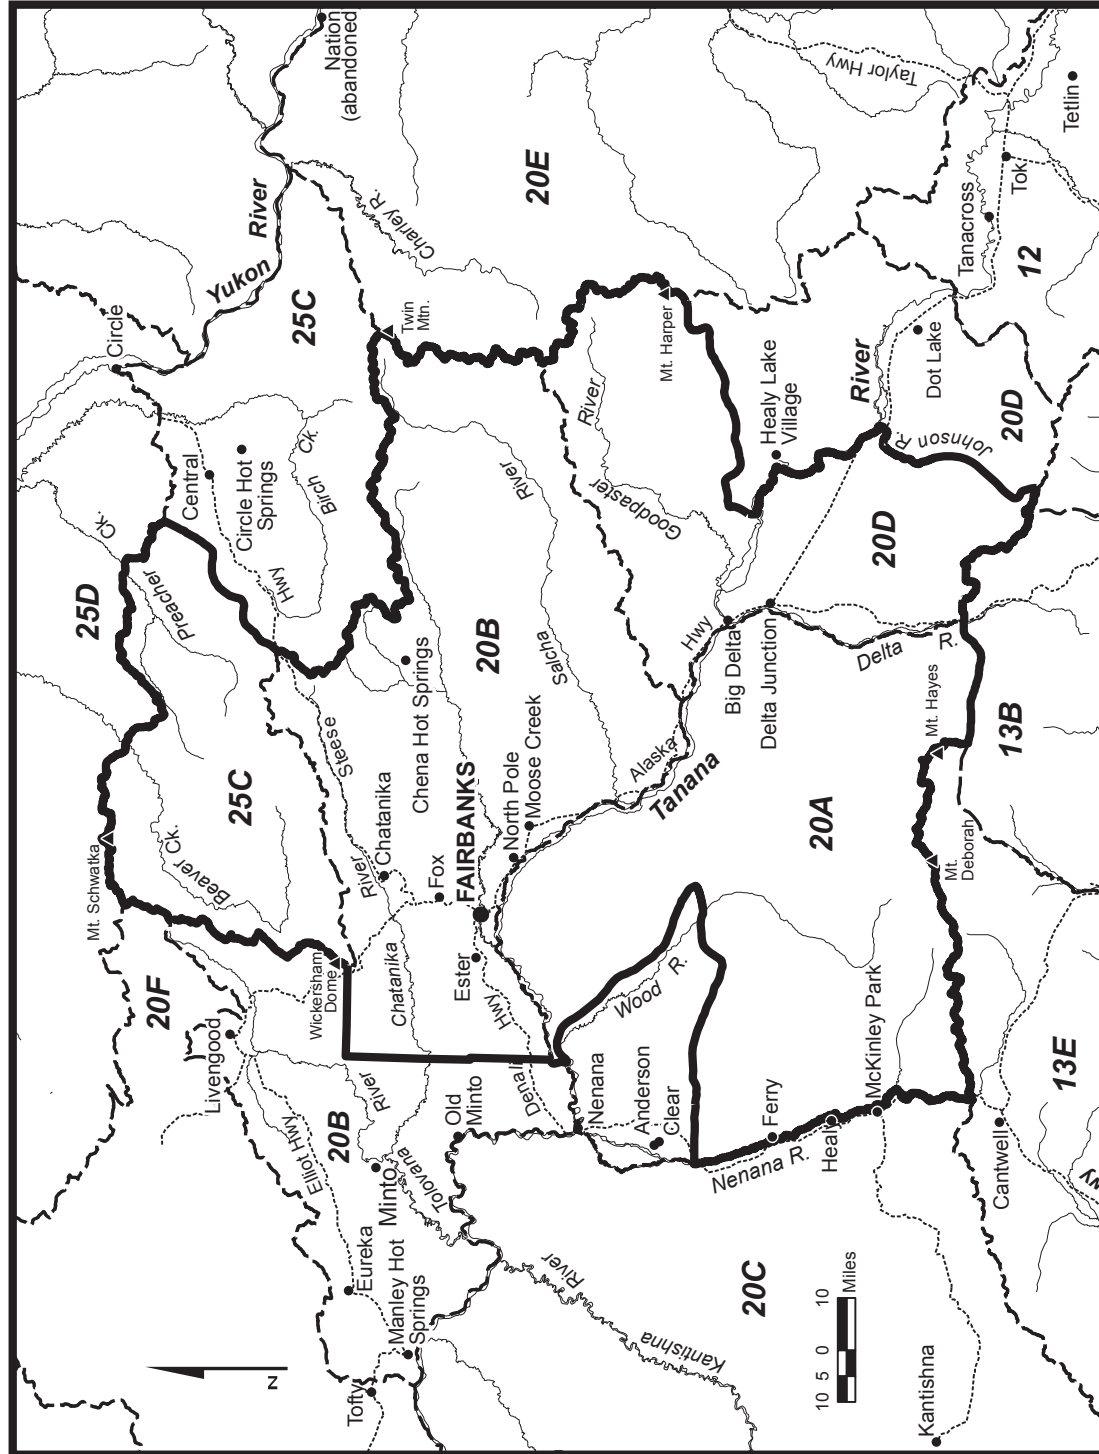 Nation
(abandoned)
Circle
Yukon
River
25C
Charley R.
20E
Taylor Hwy
Tetlin
Tok
Tanacross
12
Twin
Mtn.
Mt. Harper
Dot Lake
River
20D
Johnson R.
Healy Lake
Village
Central
Circle Hot
Springs
Birch
Ck.
Hwy
Preacher
Ck.
25D
River
Goodpaster
20D
20B
River
Salcha
Chena Hot Springs
Steese
Hwy
Big Delta
Delta Junction
Delta
R.
Alaska
Tanana
Mt. Hayes
13B
25C
Mt. Schwatka
Beaver Ck.
River
Chatanika
Fox
FAIRBANKS
North Pole
Moose Creek
20A
Mt.
Deborah
Wickersham
Dome
Chatanika
Ester
Hwy
Wood
R.
20F
Livengood
Elliot Hwy
20B
River
Old
Minto
Denali
Nenana
Anderson
Clear
Ferry
McKinley Park
13E
Minto
Tolovana
Nenana R.
Heal
Cantwell
wy
Eureka
Manley Hot
Springs
Tofty
River
Kantishna
20C
N
10 5 0 10
Miles
Kantishna